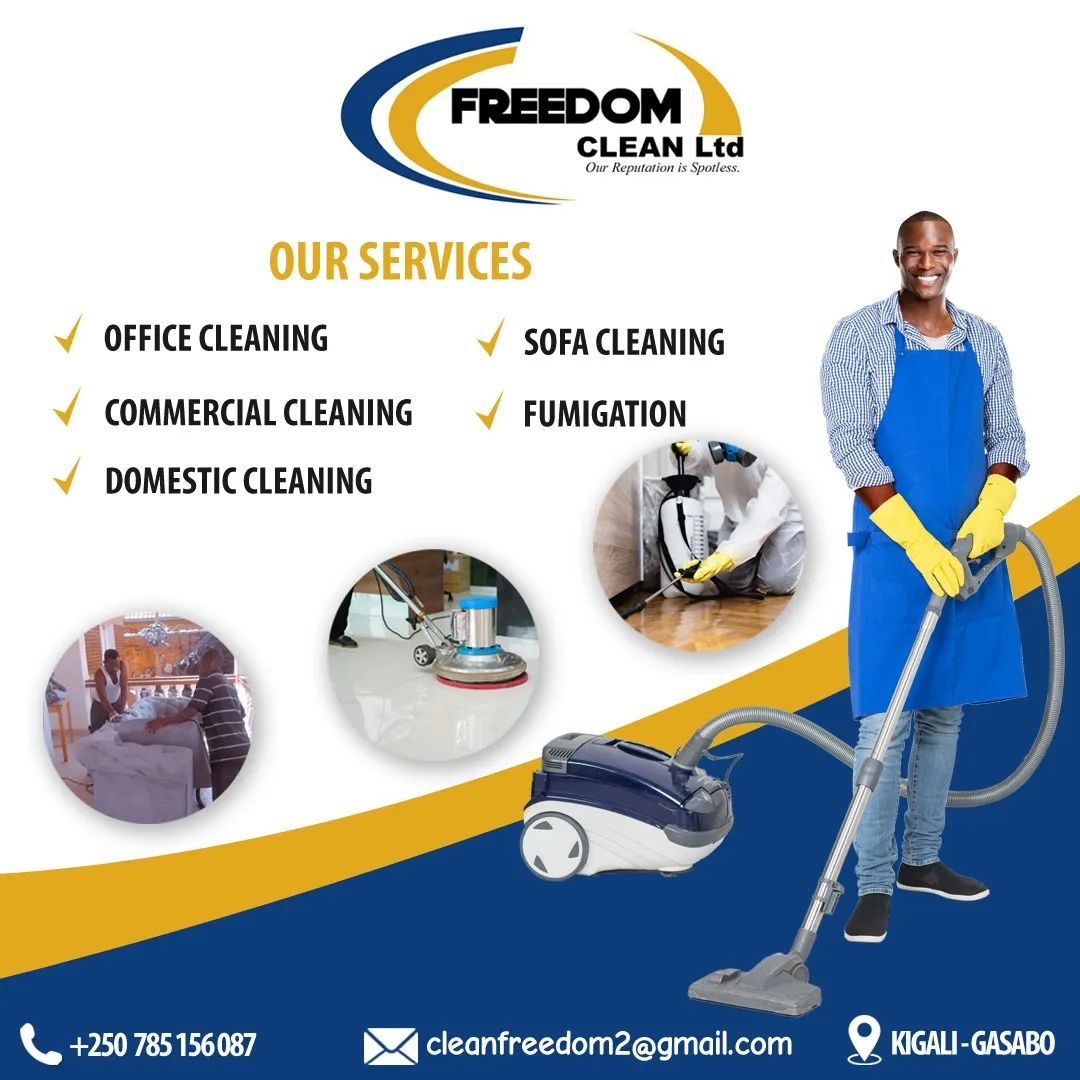 FREEDOM
CLEAN Ltd
Our Reputation is Spotless.
OUR SERVICES
OFFICE CLEANING
COMMERCIAL CLEANING
DOMESTIC CLEANING
SOFA CLEANING
FUMIGATION
+250 785 156 087
cleanfreedom2@gmail.com
KIGALI - GASABO